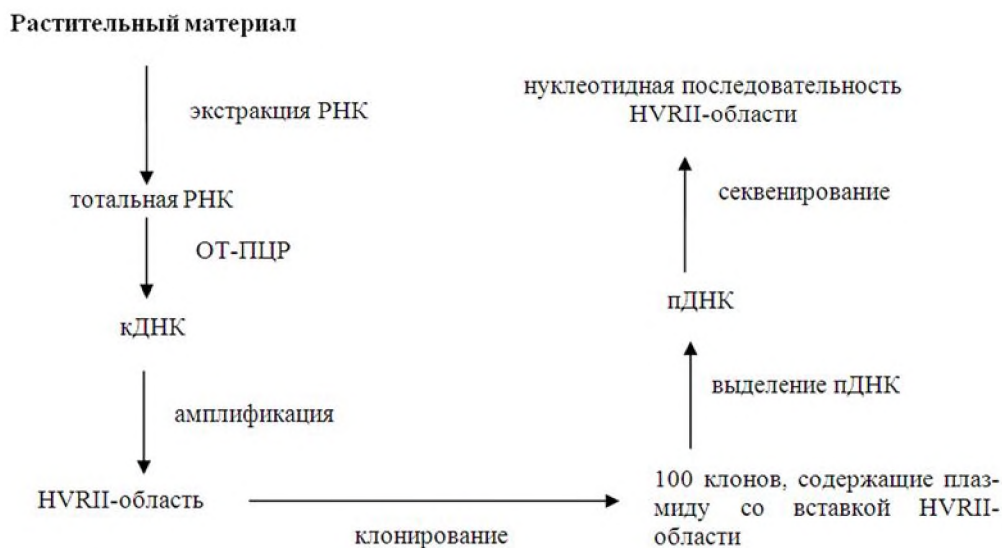 Растительный материал
экстракция РНК
тотальная РНК
ОТ-ПЦР
кДНК
амплификация
HVRII-область
клонирование
100 клонов, содержащие плаз-
миду со вставкой HVRII-
области
выделение пДНК
пДНК
секвенирование
нуклеотидная последовательность
HVRII-области